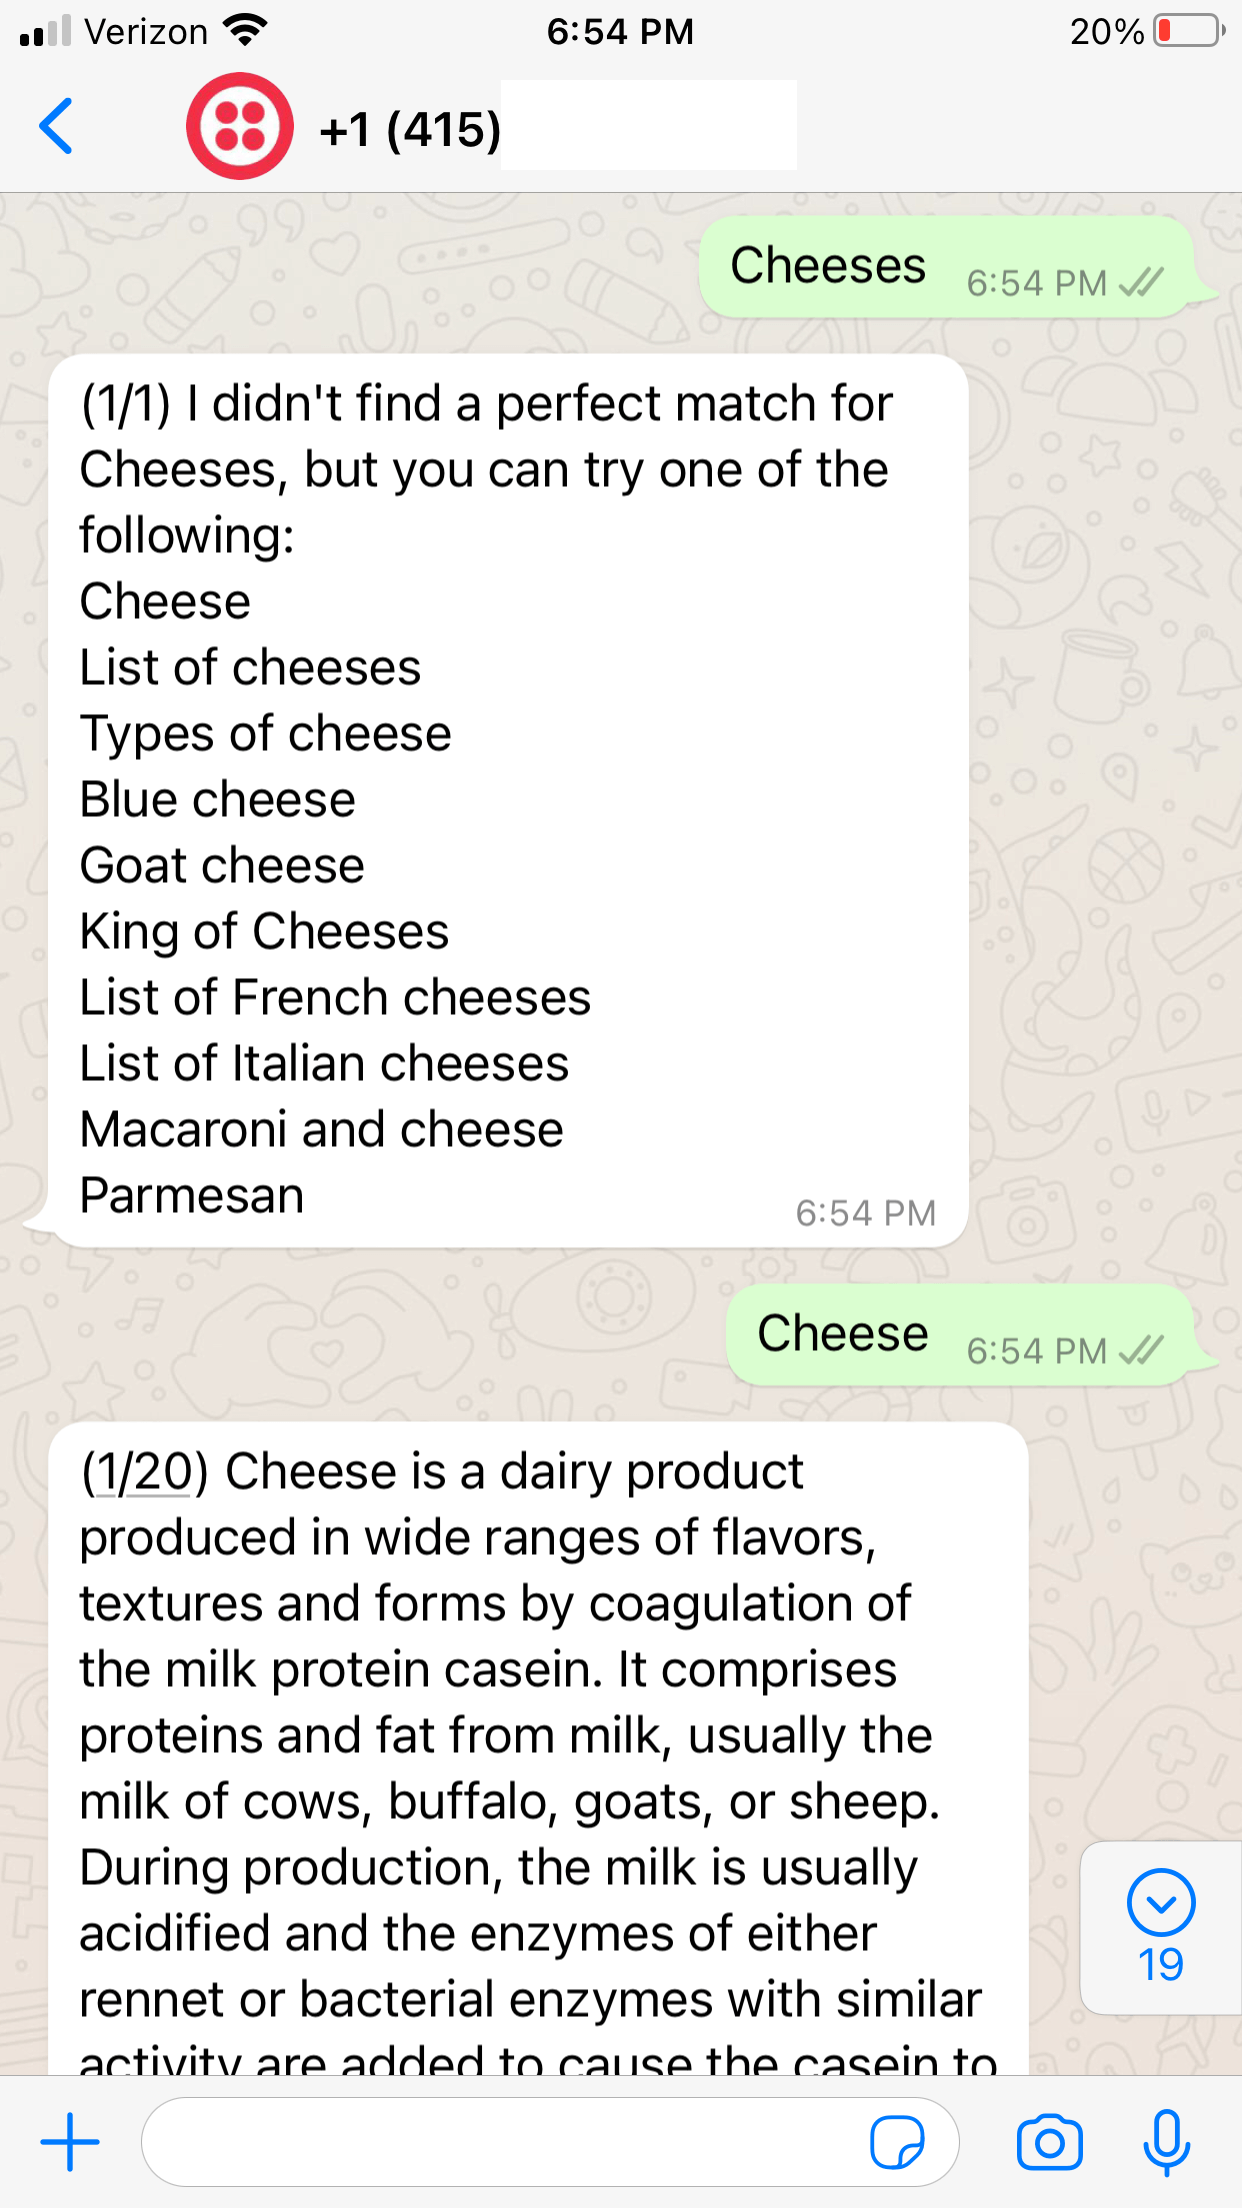 Verizon 6:54 PM 20%
+1 (415)
Cheeses 6:54 PM
(1/1) I didn't find a perfect match for
Cheeses, but you can try one of the
following:
Cheese
List of cheeses
Types of cheese
Blue cheese
Goat cheese
King of Cheeses
List of French cheeses
List of Italian cheeses
Macaroni and cheese
Parmesan 6:54 PM
Cheese 6:54 PM
(1/20) Cheese is a dairy product
produced in wide ranges of flavors,
textures and forms by coagulation of
the milk protein casein. It comprises
proteins and fat from milk, usually the
milk of cows, buffalo, goats, or sheep.
During production, the milk is usually
acidified and the enzymes of either
rennet or bacterial enzymes with similar
activity are added to cause the casein to
19